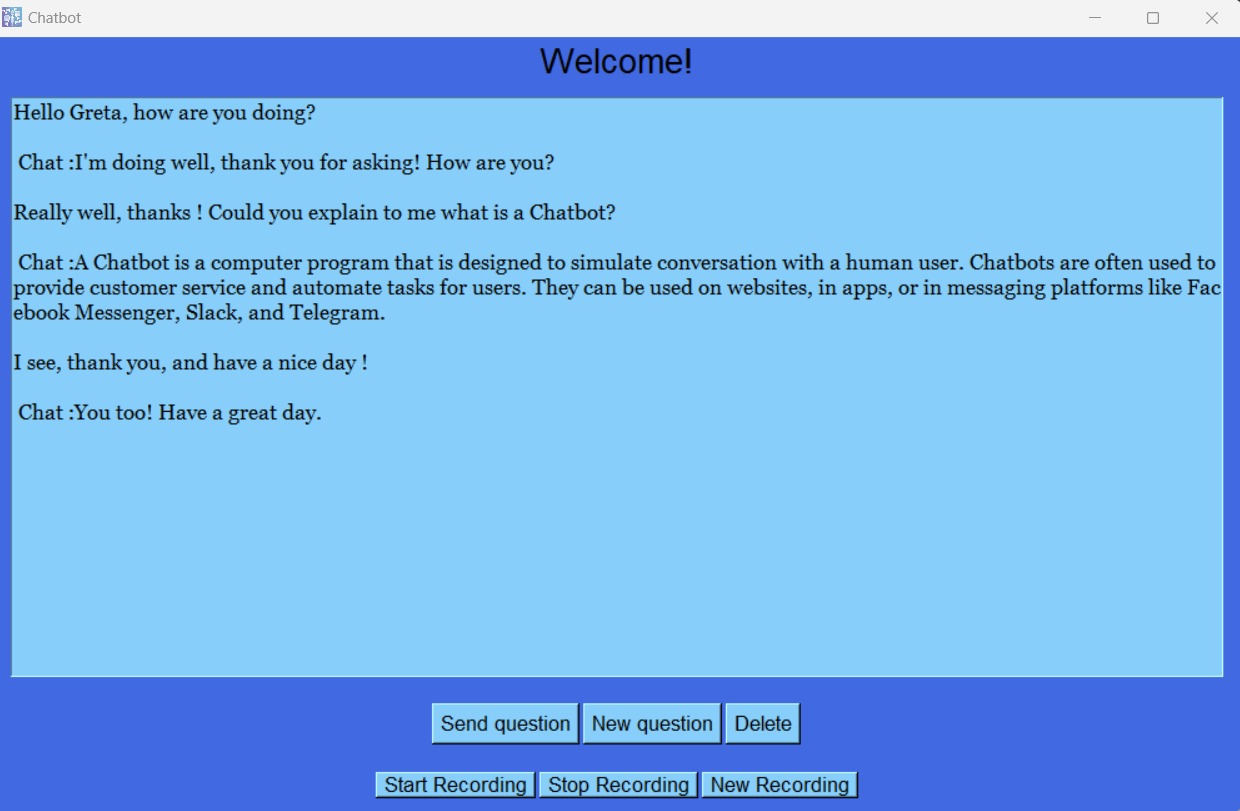 Chatbot
Welcome!
Hello Greta, how are you doing?
Chat :I'm doing well, thank you for asking! How are you?
Really well, thanks ! Could you explain to me what is a Chatbot?
Chat :A Chatbot is a computer program that is designed to simulate conversation with a human user. Chatbots are often used to
provide customer service and automate tasks for users. They can be used on websites, in apps, or in messaging platforms like Fac
ebook Messenger, Slack, and Telegram.
I see, thank you, and have a nice day !
Chat :You too! Have a great day.
Send question New question Delete
Start Recording Stop Recording New Recording